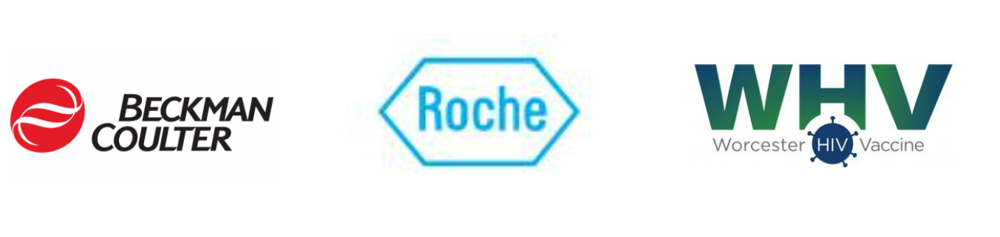 BECKMAN
COULTER
Roche
WHV
Worcester HIV Vaccine